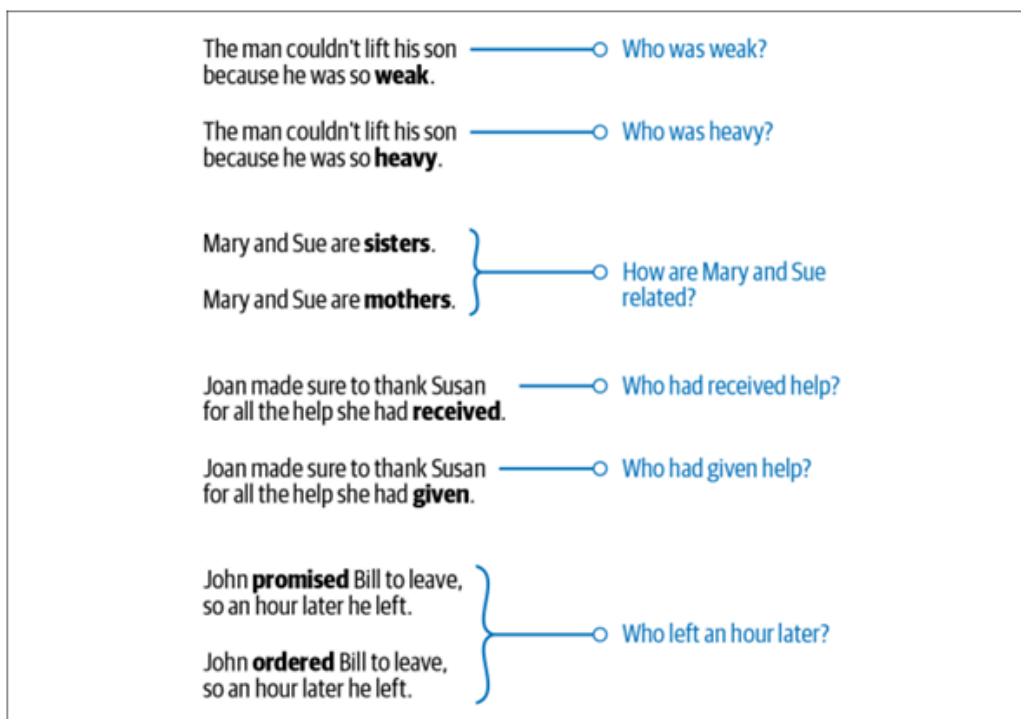 The man couldn't lift his son
because he was so weak.
Who was weak?
The man couldn't lift his son
because he was so heavy.
Who was heavy?
Mary and Sue are sisters.
Mary and Sue are mothers.
How are Mary and Sue
related?
Joan made sure to thank Susan
for all the help she had received.
Who had received help?
Joan made sure to thank Susan
for all the help she had given.
Who had given help?
John promised Bill to leave,
so an hour later he left.
John ordered Bill to leave,
so an hour later he left.
Who left an hour later?